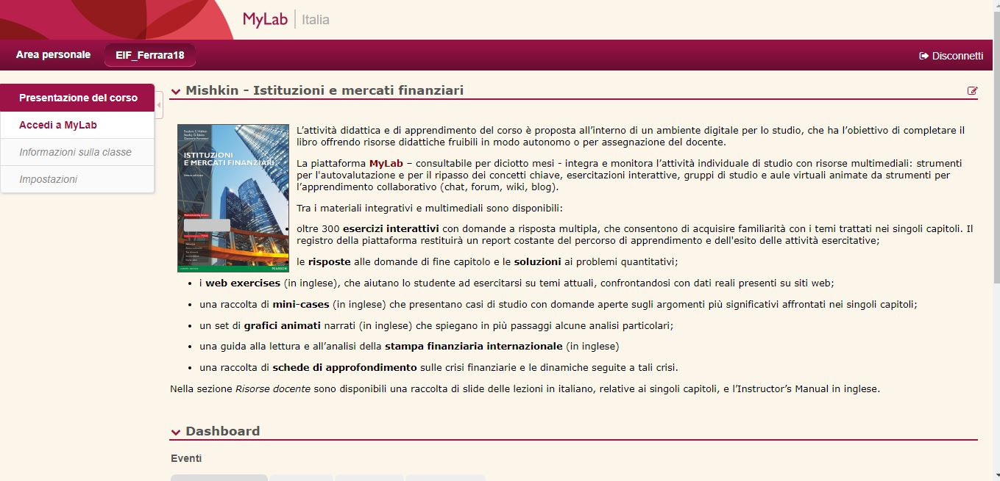 MyLab | Italia
Area personale
EIF_Ferrara18
Disconnetti
Presentazione del corso
Accedi a MyLab
Informazioni sulla classe
Impostazioni
Mishkin - Istituzioni e mercati finanziari
ISTITUZIONI
E MERCATI FINANZIARI
PEARSON
L’attività didattica e di apprendimento del corso è proposta all’interno di un ambiente digitale per lo studio, che ha l’obiettivo di completare il
libro offrendo risorse didattiche fruibili in modo autonomo o per assegnazione del docente.
La piattaforma MyLab – consultabile per diciotto mesi - integra e monitora l’attività individuale di studio con risorse multimediali: strumenti
per l'autovalutazione e per il ripasso dei concetti chiave, esercitazioni interattive, gruppi di studio e aule virtuali animate da strumenti per
l’apprendimento collaborativo (chat, forum, wiki, blog).
Tra i materiali integrativi e multimediali sono disponibili:
oltre 300 esercizi interattivi con domande a risposta multipla, che consentono di acquisire familiarità con i temi trattati nei singoli capitoli. Il
registro della piattaforma restituirà un report costante del percorso di apprendimento e dell'esito delle attività esercitative;
le risposte alle domande di fine capitolo e le soluzioni ai problemi quantitativi;
• i web exercises (in inglese), che aiutano lo studente ad esercitarsi su temi attuali, confrontandosi con dati reali presenti su siti web;
• una raccolta di mini-cases (in inglese) che presentano casi di studio con domande aperte sugli argomenti più significativi affrontati nei singoli capitoli;
• un set di grafici animati narrati (in inglese) che spiegano in più passaggi alcune analisi particolari;
• una guida alla lettura e all’analisi della stampa finanziaria internazionale (in inglese)
• una raccolta di schede di approfondimento sulle crisi finanziarie e le dinamiche seguite a tali crisi.
Nella sezione Risorse docente sono disponibili una raccolta di slide delle lezioni in italiano, relative ai singoli capitoli, e l’Instructor’s Manual in inglese.
Dashboard
Eventi